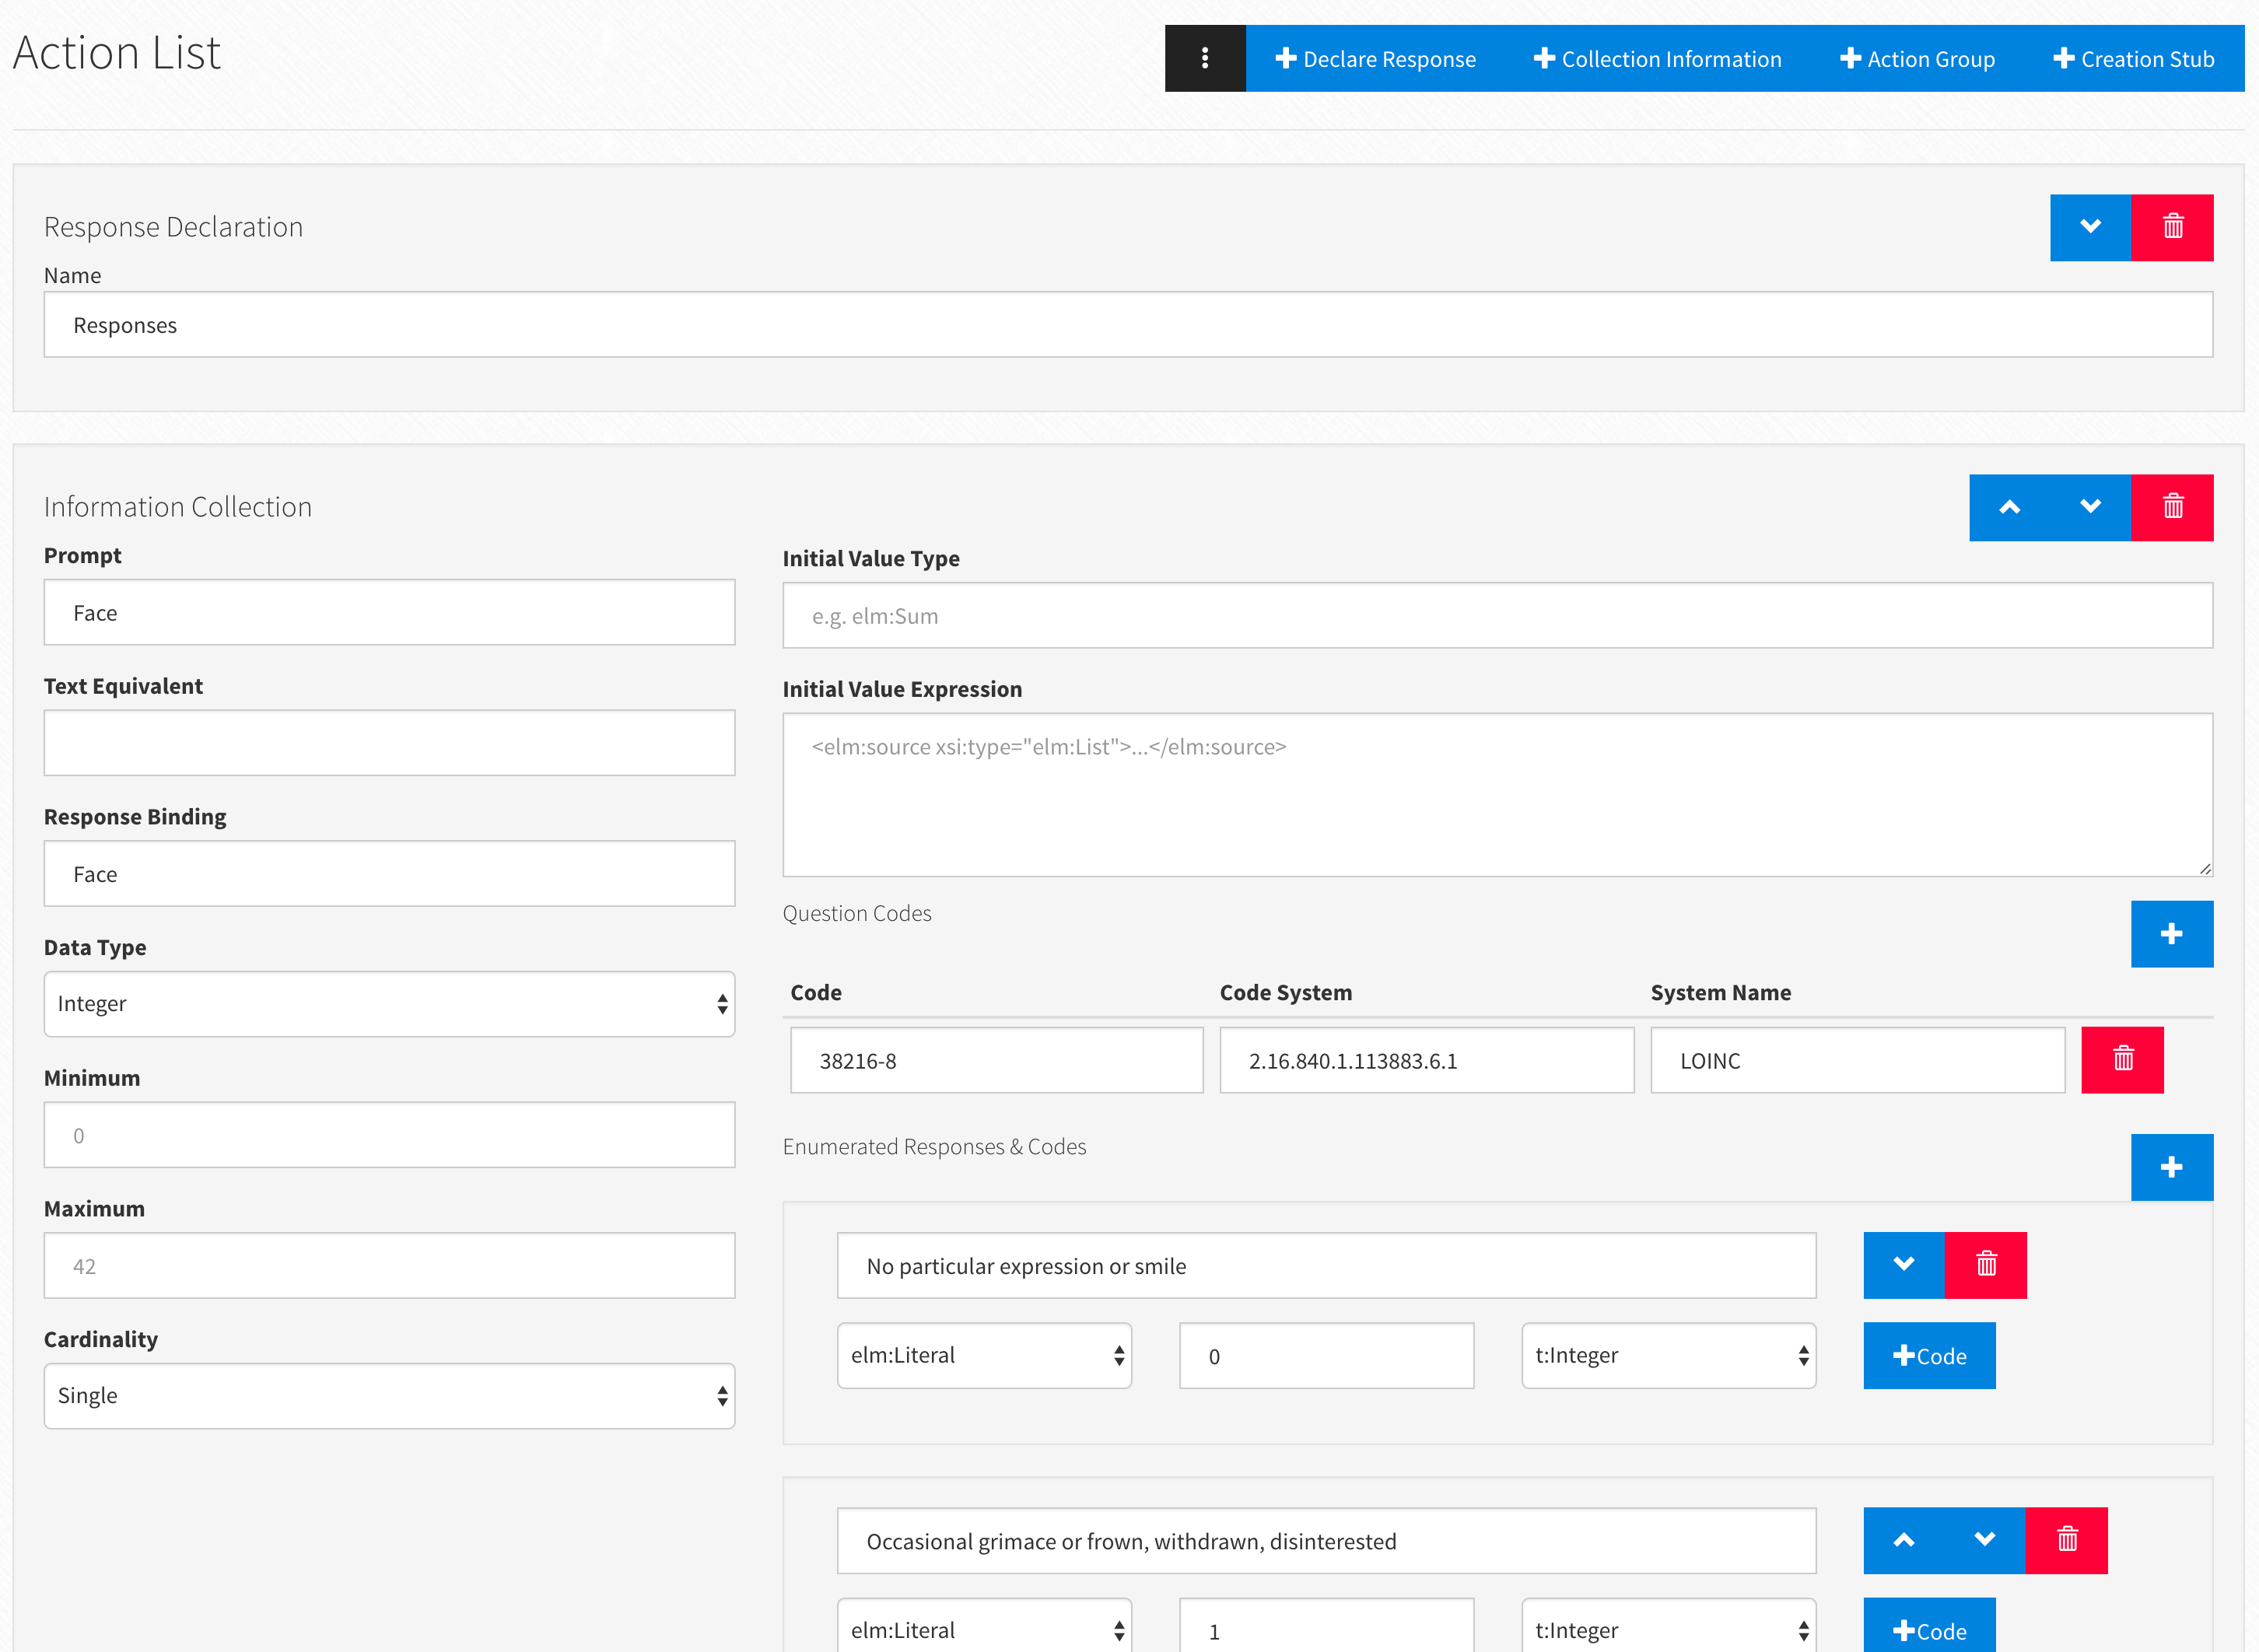 Action List
Declare Response
Collection Information
Action Group
Creation Stub
Response Declaration
Name
Responses
Information Collection
Prompt
Face
Text Equivalent
Response Binding
Face
Data Type
Integer
Minimum
0
Maximum
42
Cardinality
Single
Initial Value Type
e.g. elm:Sum
Initial Value Expression
<elm:source xsi:type="elm:List">...</elm:source>
Question Codes
Code Code System System Name
38216-8 2.16.840.1.113883.6.1 LOINC
Enumerated Responses & Codes
No particular expression or smile
elm:Literal 0 t:Integer Code
Occasional grimace or frown, withdrawn, disinterested
elm:Literal 1 t:Integer Code